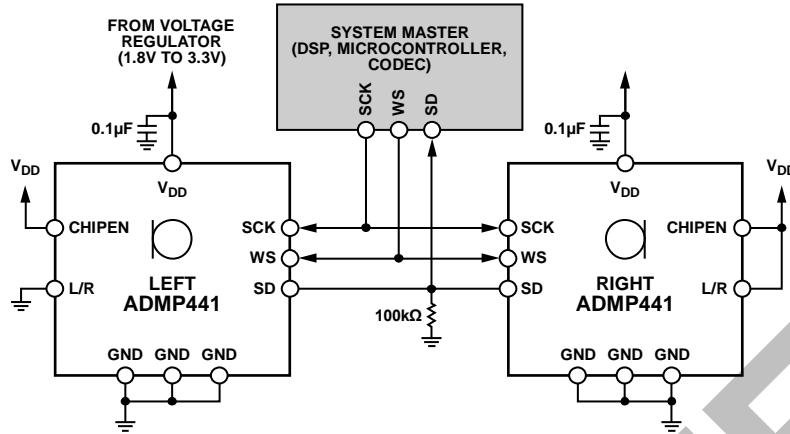 FROM VOLTAGE
REGULATOR
(1.8V TO 3.3V)
SYSTEM MASTER
(DSP, MICROCONTROLLER,
CODEC)
SCK
WS
SD
0.1µF
0.1µF
VDD
VDD
VDD
VDD
CHIPEN
SCK
SCK
CHIPEN
WS
WS
L/R
LEFT
ADMP441
SD
SD
RIGHT
ADMP441
L/R
100kΩ
GND GND GND
GND GND GND